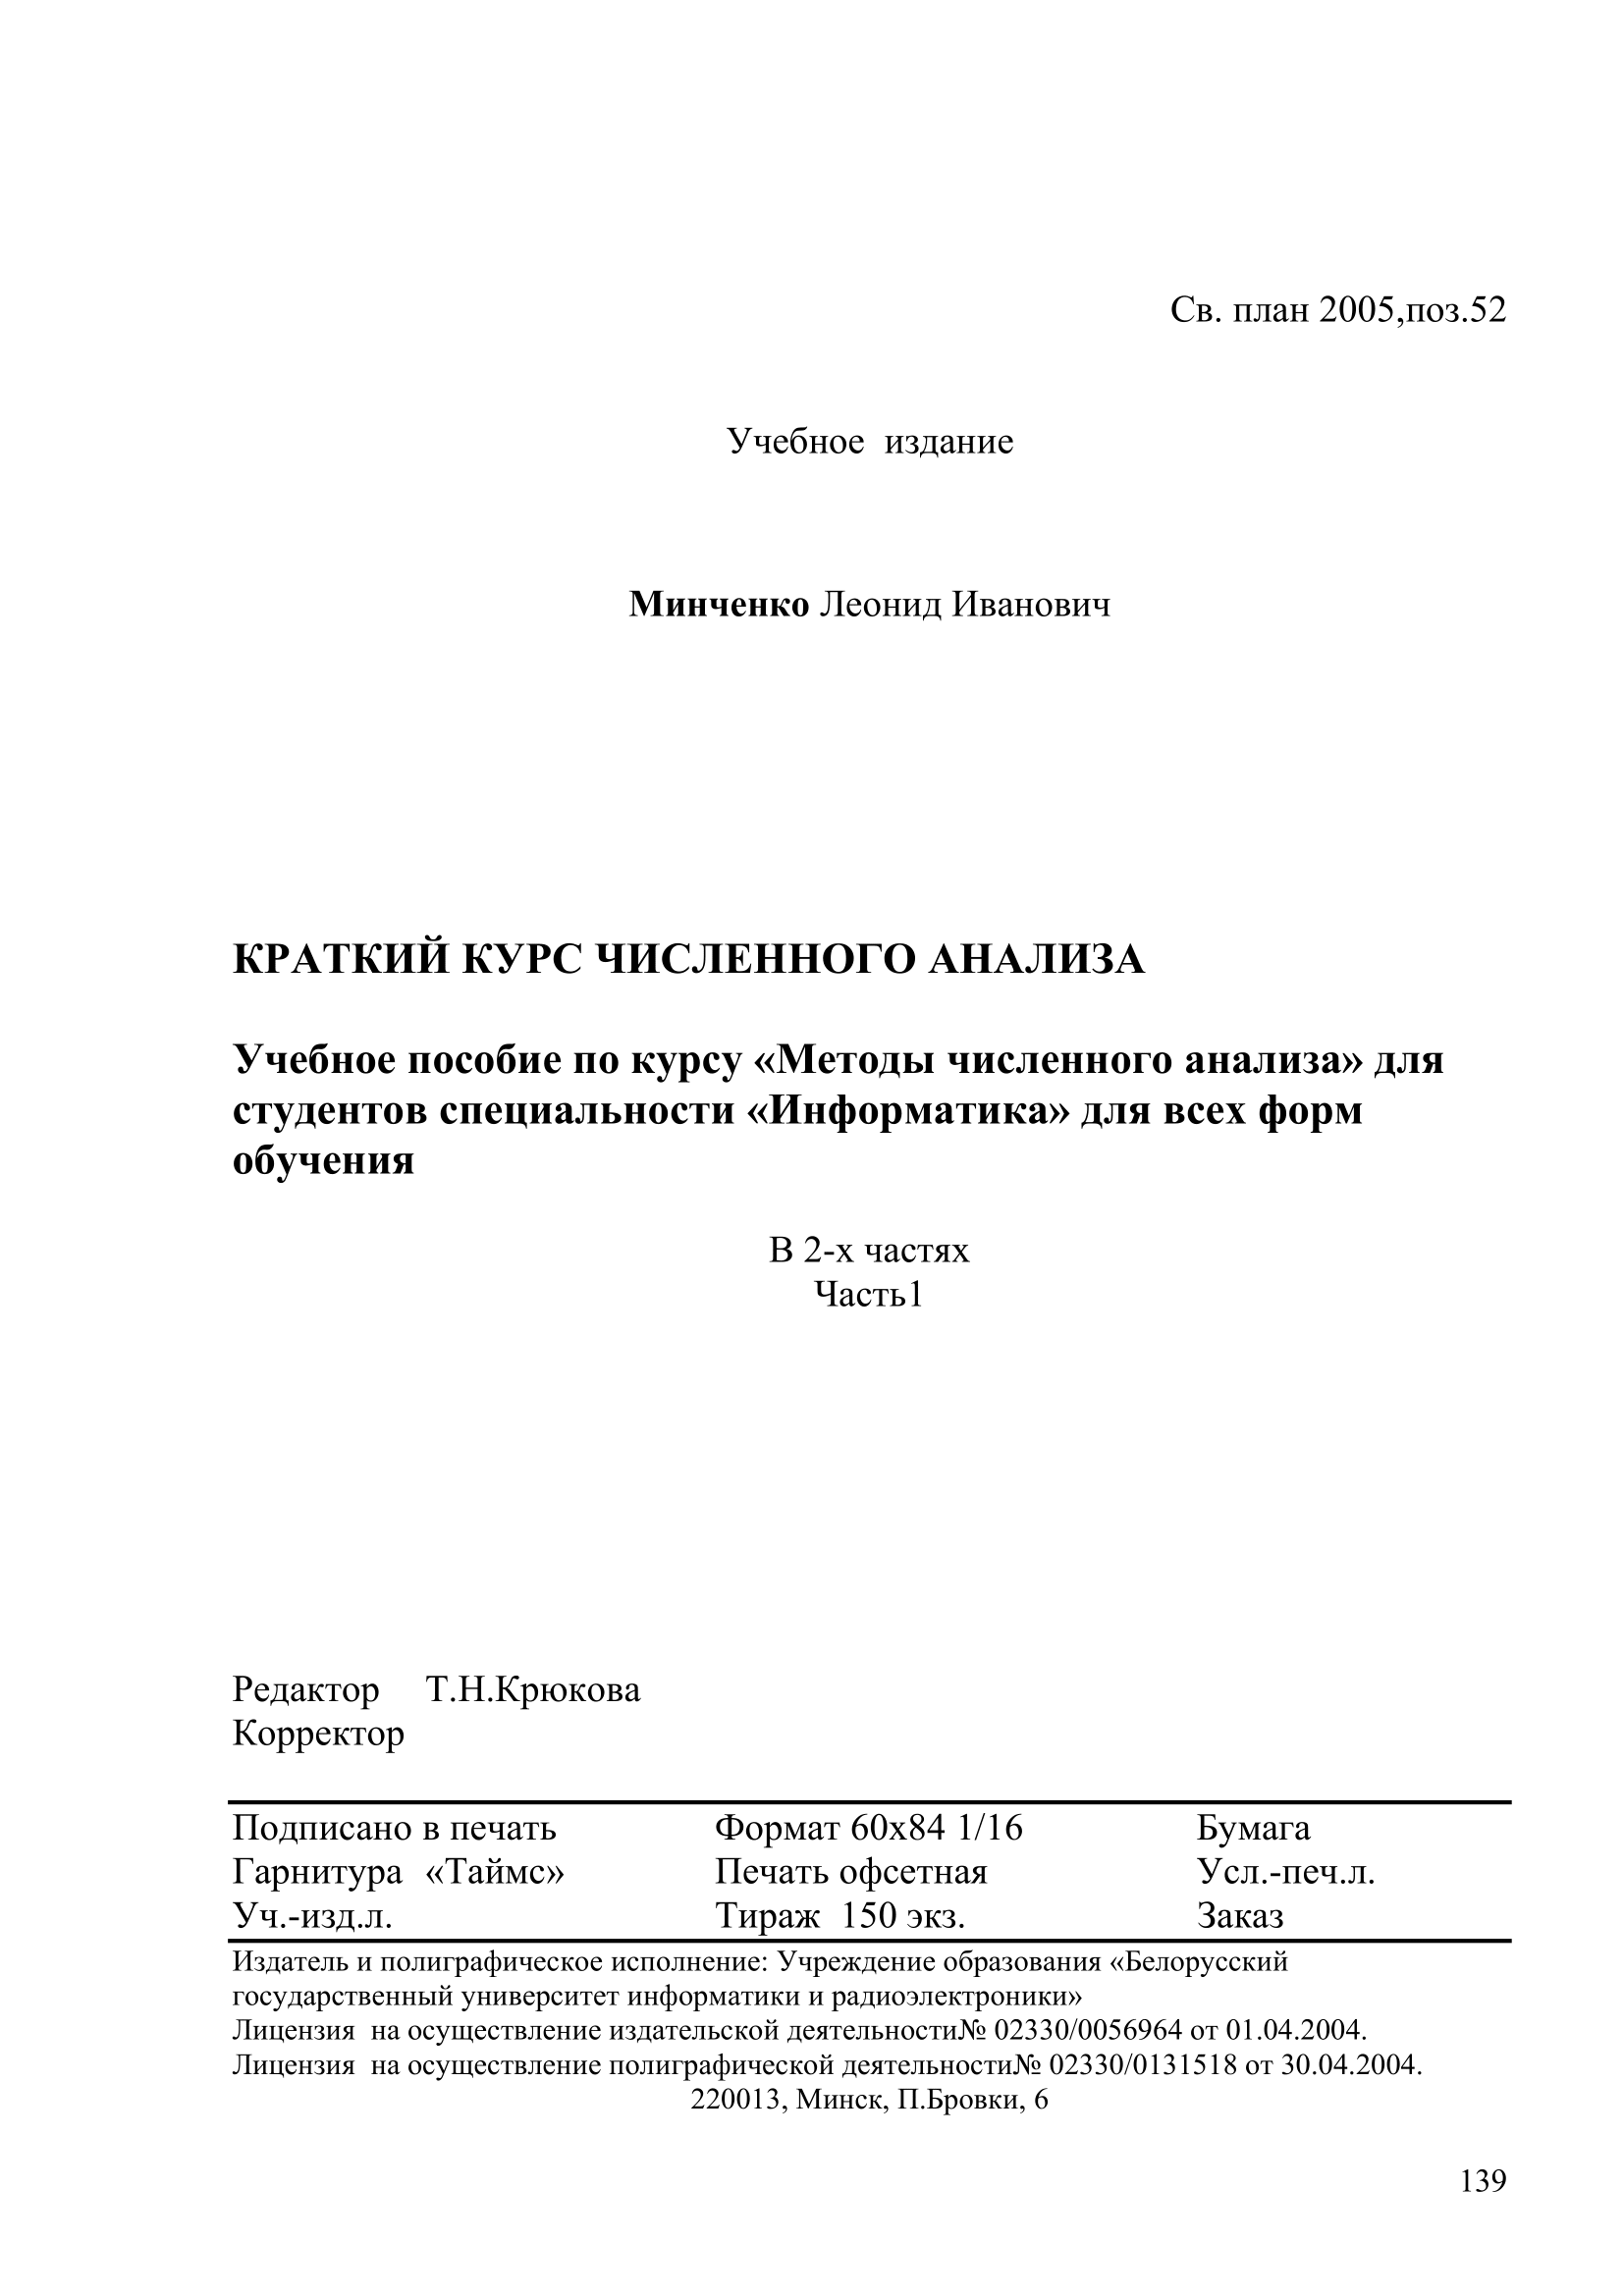 Св. план 2005,поз.52
Учебное издание
Минченко Леонид Иванович
КРАТКИЙ КУРС ЧИСЛЕННОГО АНАЛИЗА
Учебное пособие по курсу «Методы численного анализа» для
студентов специальности «Информатика» для всех форм
обучения
В 2-х частях
Часть1
Редактор Т.Н.Крюкова
Корректор
Подписано в печать Формат 60х84 1/16 Бумага
Гарнитура «Таймс» Печать офсетная Усл.-печ.л.
Уч.-изд.л. Тираж 150 экз. Заказ
Издатель и полиграфическое исполнение: Учреждение образования «Белорусский
государственный университет информатики и радиоэлектроники»
Лицензия на осуществление издательской деятельности№ 02330/0056964 от 01.04.2004.
Лицензия на осуществление полиграфической деятельности№ 02330/0131518 от 30.04.2004.
220013, Минск, П.Бровки, 6
139